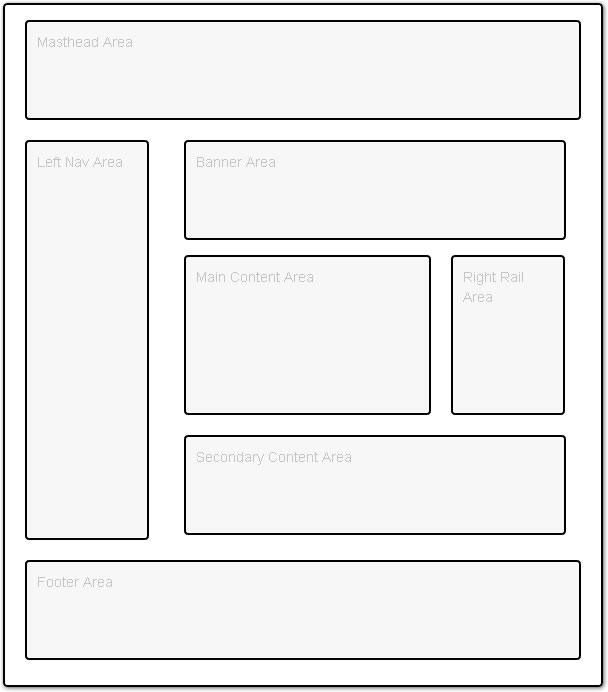 Masthead Area
Left Nav Area
Banner Area
Main Content Area
Right Rail
Area
Secondary Content Area
Footer Area